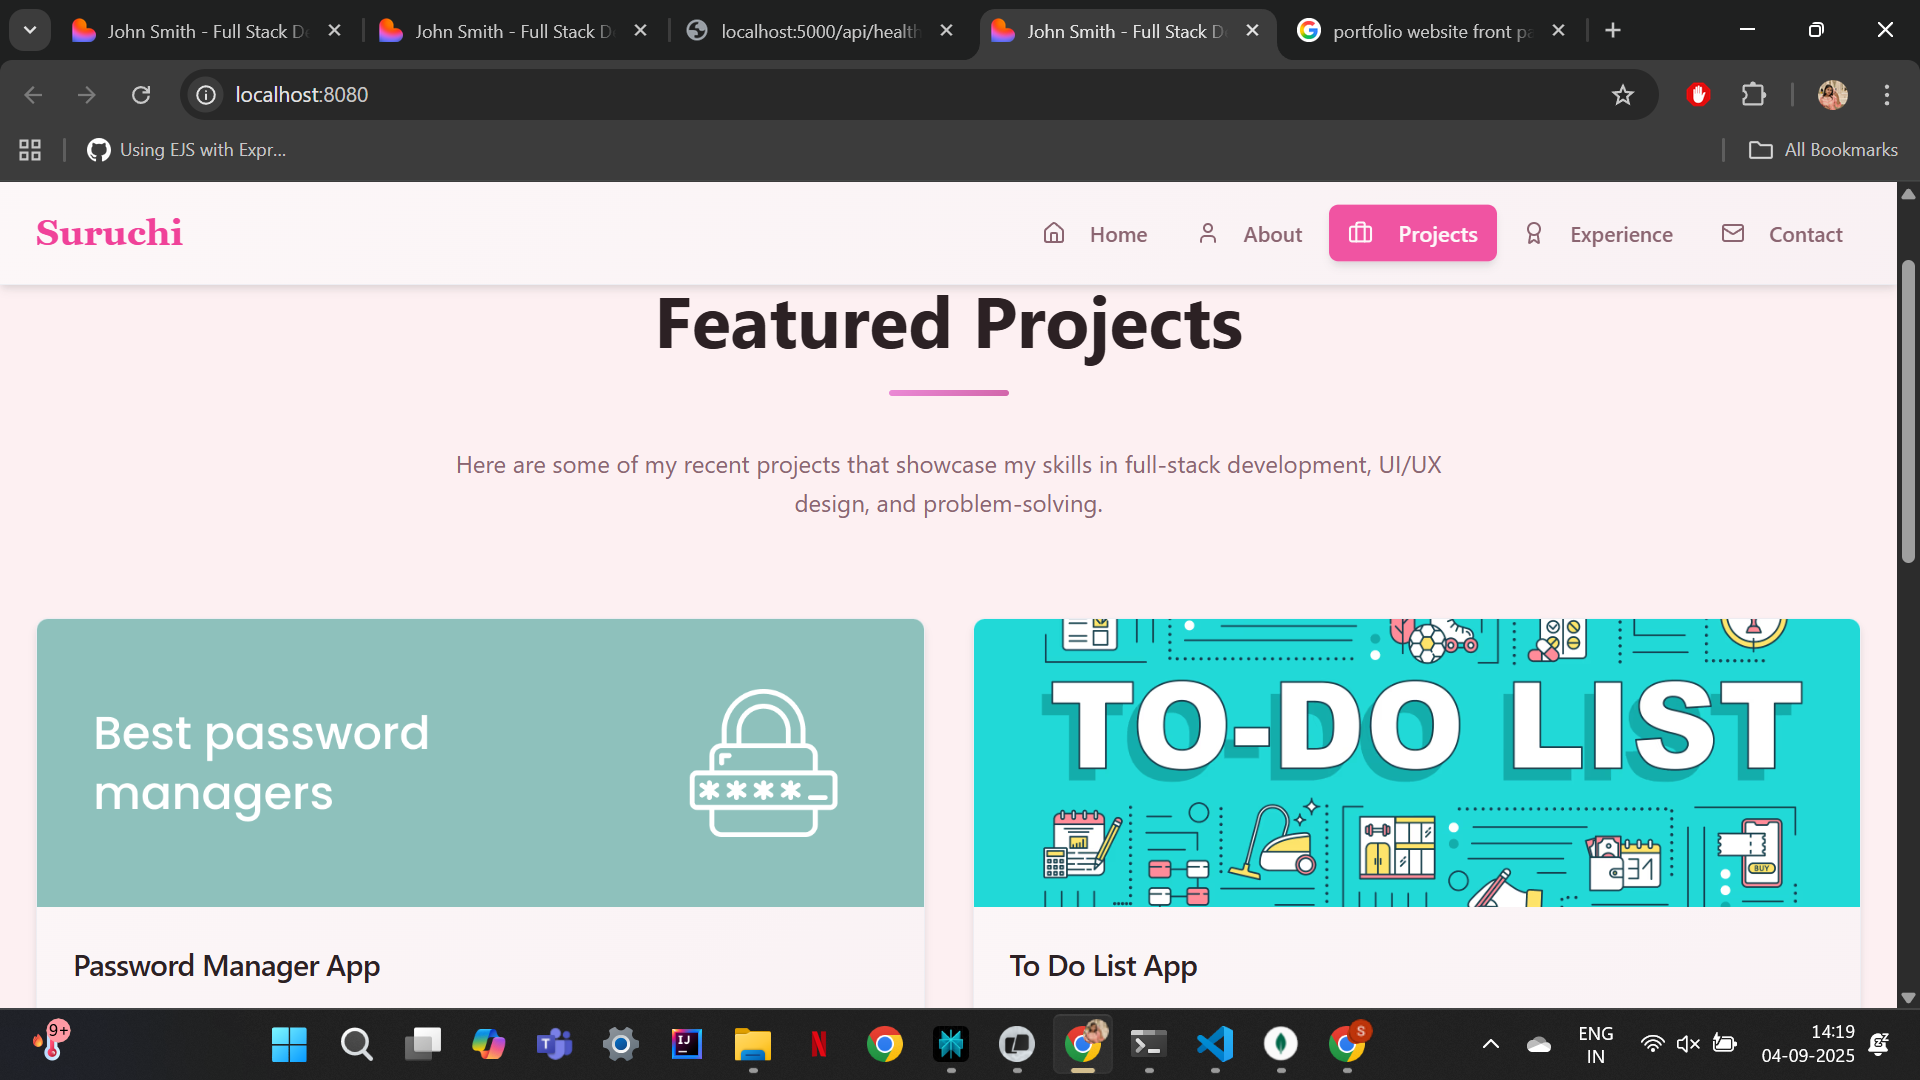 John Smith - Full Stack D
John Smith - Full Stack D
localhost:5000/api/health
John Smith - Full Stack D
portfolio website front pa
localhost:8080
Using EJS with Expr...
All Bookmarks
Suruchi
Home
About
Projects
Experience
Contact
Featured Projects
Here are some of my recent projects that showcase my skills in full-stack development, UI/UX
design, and problem-solving.
Best password
managers
****_
TO-DO LIST
31
BUY
Password Manager App
To Do List App
9+
IJ
N
S
ENG
IN
14:19
04-09-2025